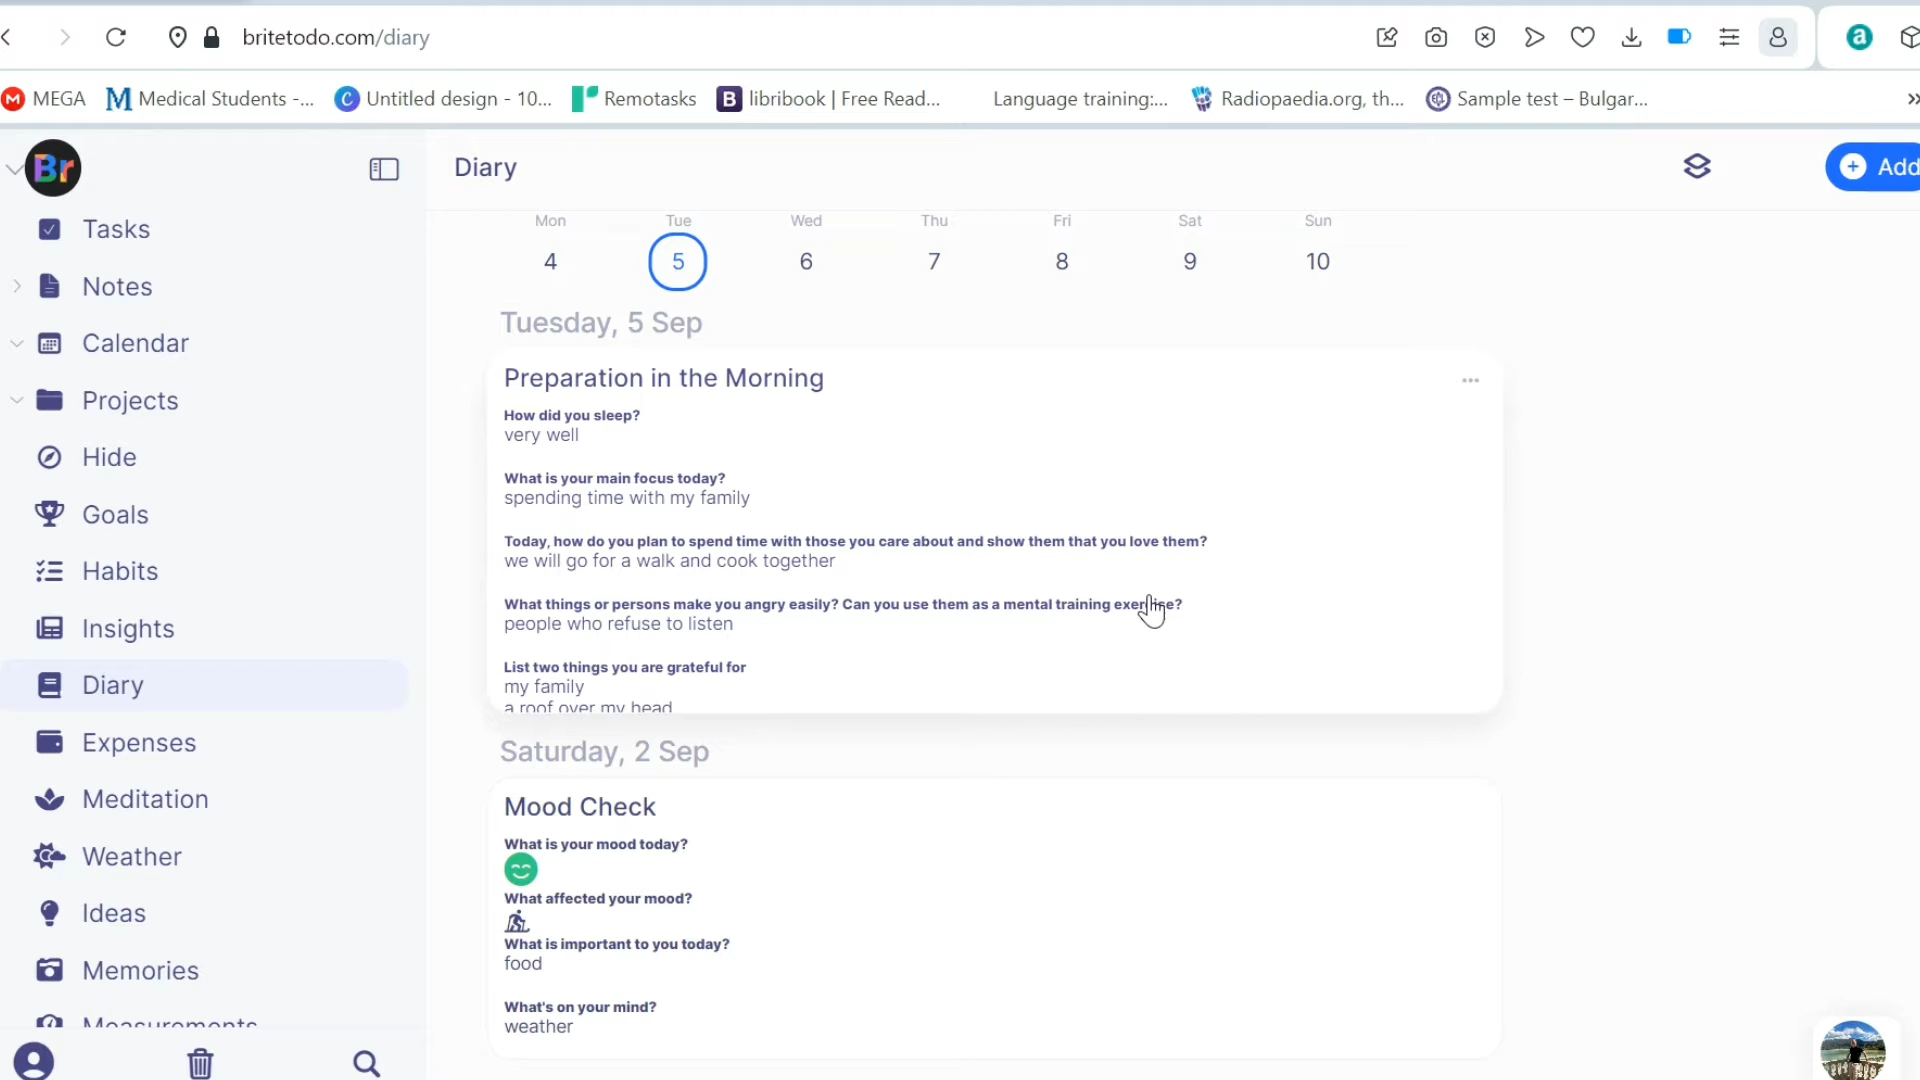 britetodo.com/diary
MEGA
Medical Students -...
Untitled design - 10...
Remotasks
B
libribook | Free Read...
Language training:...
Radiopaedia.org, th...
Sample test – Bulgar...
Br
Diary
Add
Tasks
Notes
Calendar
Projects
Hide
Goals
Habits
Insights
Diary
Expenses
Meditation
Weather
Ideas
Memories
Measurements
Mon Tue Wed Thu Fri Sat Sun
4 5 6 7 8 9 10
Tuesday, 5 Sep
Preparation in the Morning
How did you sleep?
very well
What is your main focus today?
spending time with my family
Today, how do you plan to spend time with those you care about and show them that you love them?
we will go for a walk and cook together
What things or persons make you angry easily? Can you use them as a mental training exercise?
people who refuse to listen
List two things you are grateful for
my family
a roof over my head
Saturday, 2 Sep
Mood Check
What is your mood today?
What affected your mood?
What is important to you today?
food
What's on your mind?
weather